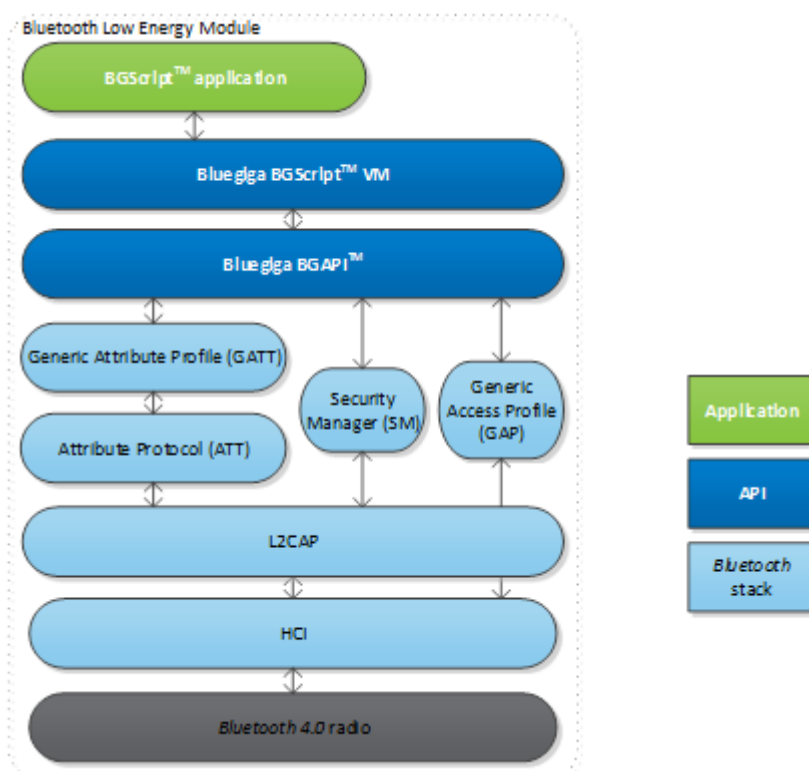 Bluetooth Low Energy Module
BGScript™ application
Bluegiga BGScript™ VM
Bluegiga BGAPI™
Generic Attribute Profile (GATT)
Security
Manager (SM)
Generic
Access Profile
(GAP)
Attribute Protocol (ATT)
L2CAP
HCI
Bluetooth 4.0 radio
Application
API
Bluetooth
stack